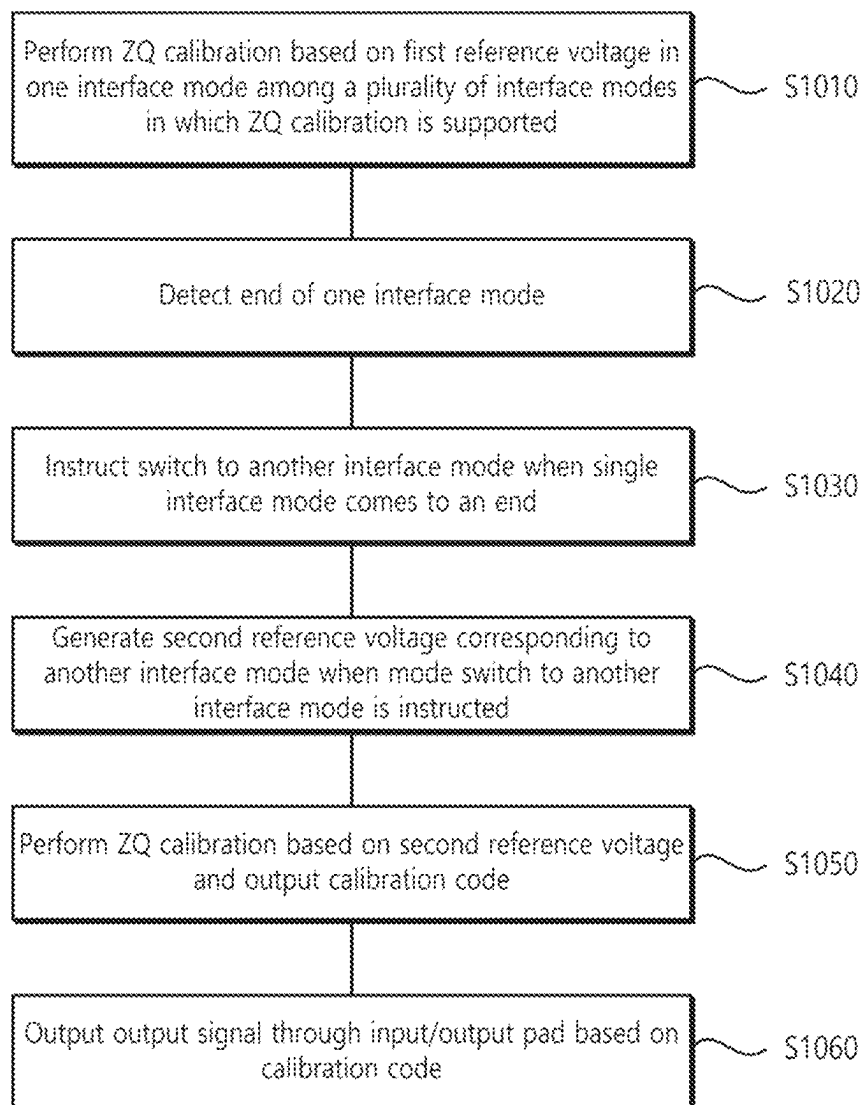 Perform ZQ calibration based on first reference voltage in
one interface mode among a plurality of interface modes
in which ZQ calibration is supported
S1010
Detect end of one interface mode
S1020
Instruct switch to another interface mode when single
interface mode comes to an end
S1030
Generate second reference voltage corresponding to
another interface mode when mode switch to another
interface mode is instructed
S1040
Perform ZQ calibration based on second reference voltage
and output calibration code
S1050
Output output signal through input/output pad based on
calibration code
S1060